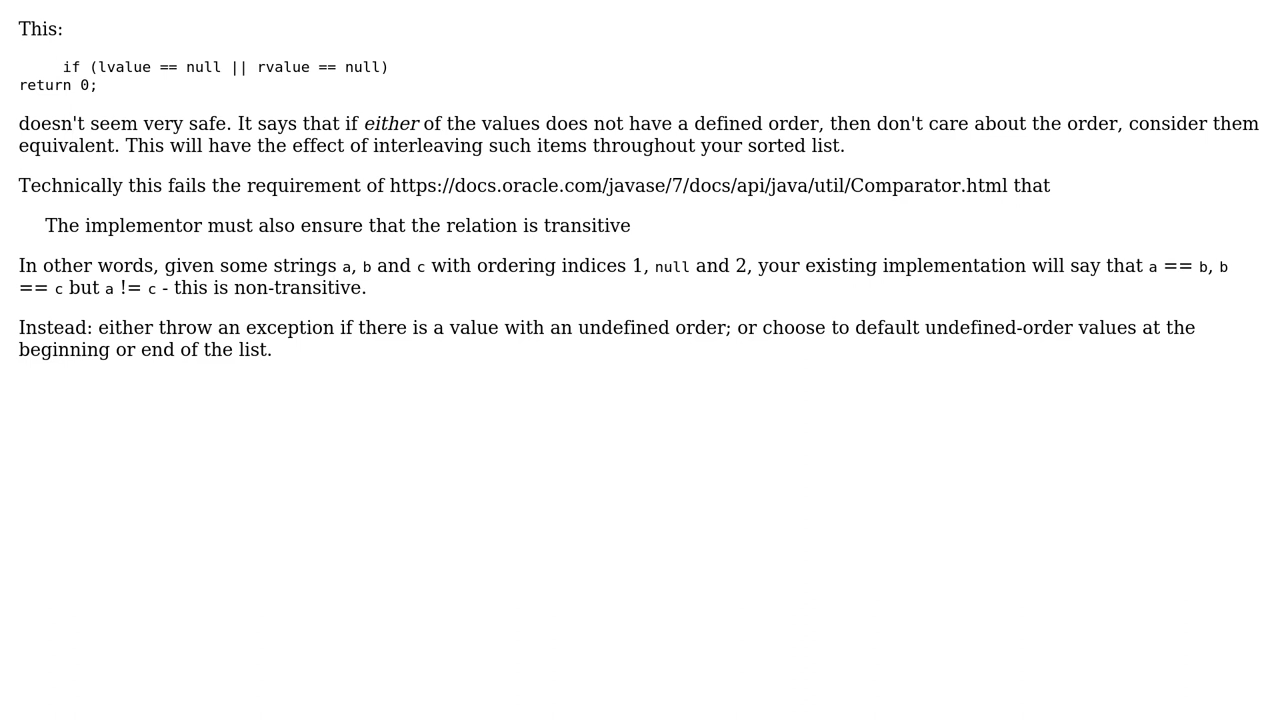 This:
if (lvalue == null || rvalue == null)
return 0;
doesn't seem very safe. It says that if either of the values does not have a defined order, then don't care about the order, consider them
equivalent. This will have the effect of interleaving such items throughout your sorted list.
Technically this fails the requirement of https://docs.oracle.com/javase/7/docs/api/java/util/Comparator.html that
The implementor must also ensure that the relation is transitive
In other words, given some strings a, b and c with ordering indices 1, null and 2, your existing implementation will say that a == b, b
== c but a != c - this is non-transitive.
Instead: either throw an exception if there is a value with an undefined order; or choose to default undefined-order values at the
beginning or end of the list.